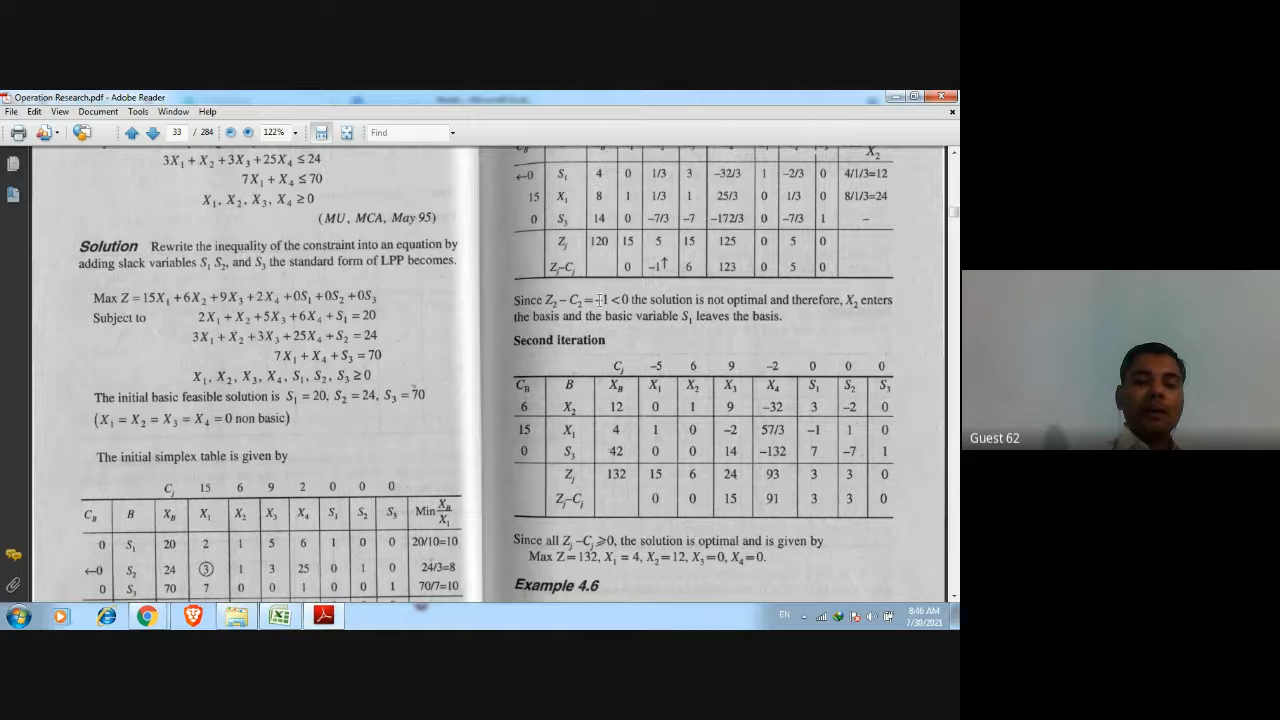 Operation Research.pdf - Adobe Reader
File Edit View Document Tools Window Help
33 / 284 122% Find
3X₁ + X₂ +3X₃ +25X₄ ≤ 24
7X₁ + X₄ ≤ 70
X₁, X₂, X₃, X₄ ≥ 0
(MU, MCA, May 95)
Solution Rewrite the inequality of the constraint into an equation by
adding slack variables S₁ S₂, and S₃ the standard form of LPP becomes.
Max Z = 15X₁ +6X₂ +9X₃ +2X₄ +0S₁ +0S₂ +0S₃
Subject to 2X₁ + X₂ +5X₃ +6X₄ + S₁ = 20
3X₁ + X₂ +3X₃ +25X₄ + S₂ = 24
7X₁ + X₄ + S₃ = 70
X₁, X₂, X₃, X₄, S₁, S₂, S₃ ≥ 0
The initial basic feasible solution is S₁ = 20, S₂ = 24, S₃ = 70
(X₁ = X₂ = X₃ = X₄ = 0 non basic)
The initial simplex table is given by
Cj 15 6 9 2 0 0 0
CB B XB X₁ X₂ X₃ X₄ S₁ S₂ S₃ Min XB/X₁
0 S₁ 20 2 1 5 6 1 0 0 20/10=10
←0 S₂ 24 3 1 3 25 0 1 0 24/3=8
0 S₃ 70 7 0 0 1 0 0 1 70/7=10
X₂
←0 S₁ 4 0 1/3 3 −32/3 1 −2/3 0 4/1/3=12
15 X₁ 8 1 1/3 1 25/3 0 1/3 0 8/1/3=24
0 S₃ 14 0 −7/3 −7 −172/3 0 −7/3 1 –
Zj 120 15 5 15 125 0 5 0
Zj–Cj 0 −1↑ 6 123 0 5 0
Since Z₂ – C₂ = –1 < 0 the solution is not optimal and therefore, X₂ enters
the basis and the basic variable S₁ leaves the basis.
Second iteration
Cj −5 6 9 −2 0 0 0
CB B XB X₁ X₂ X₃ X₄ S₁ S₂ S₃
6 X₂ 12 0 1 9 −32 3 −2 0
15 X₁ 4 1 0 −2 57/3 −1 1 0
0 S₃ 42 0 0 14 −132 7 −7 1
Zj 132 15 6 24 93 3 3 0
Zj–Cj 0 0 15 91 3 3 0
Since all Zj – Cj ≥ 0, the solution is optimal and is given by
Max Z= 132, X₁ = 4, X₂= 12, X₃=0, X₄=0.
Example 4.6
Guest 62
EN
8:46 AM
7/30/2021